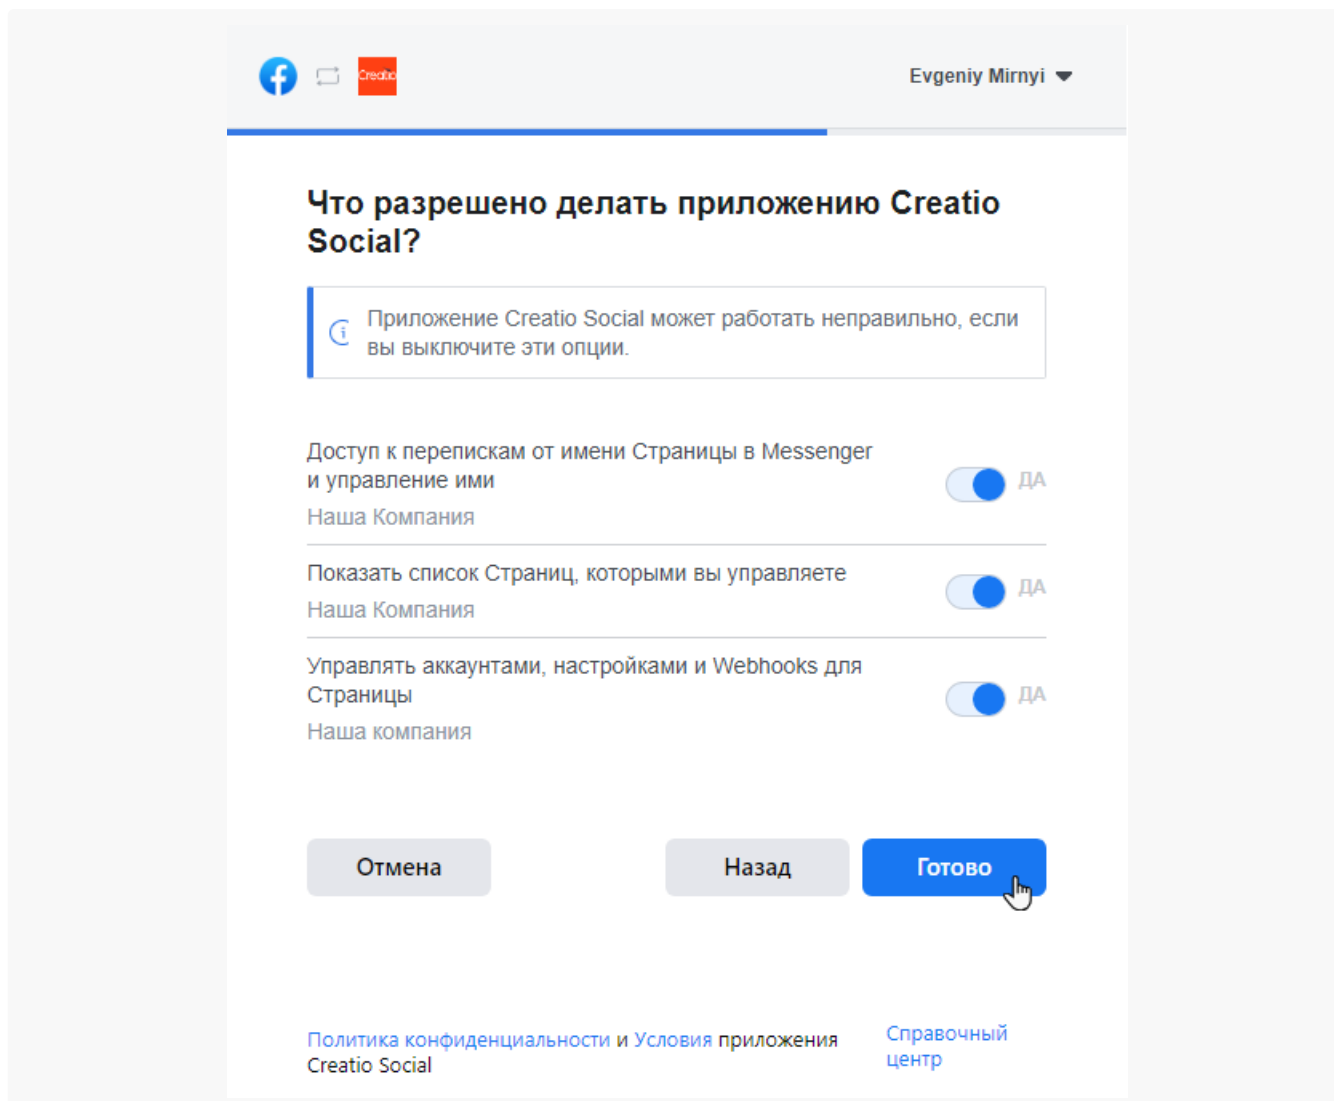 Creatio
Evgeniy Mirnyi
Что разрешено делать приложению Creatio
Social?
Приложение Creatio Social может работать неправильно, если
вы выключите эти опции.
Доступ к перепискам от имени Страницы в Messenger
и управление ими
ДА
Наша Компания
Показать список Страниц, которыми вы управляете
ДА
Наша Компания
Управлять аккаунтами, настройками и Webhooks для
Страницы
ДА
Наша компания
Отмена
Назад
Готово
Политика конфиденциальности и Условия приложения
Creatio Social
Справочный
центр